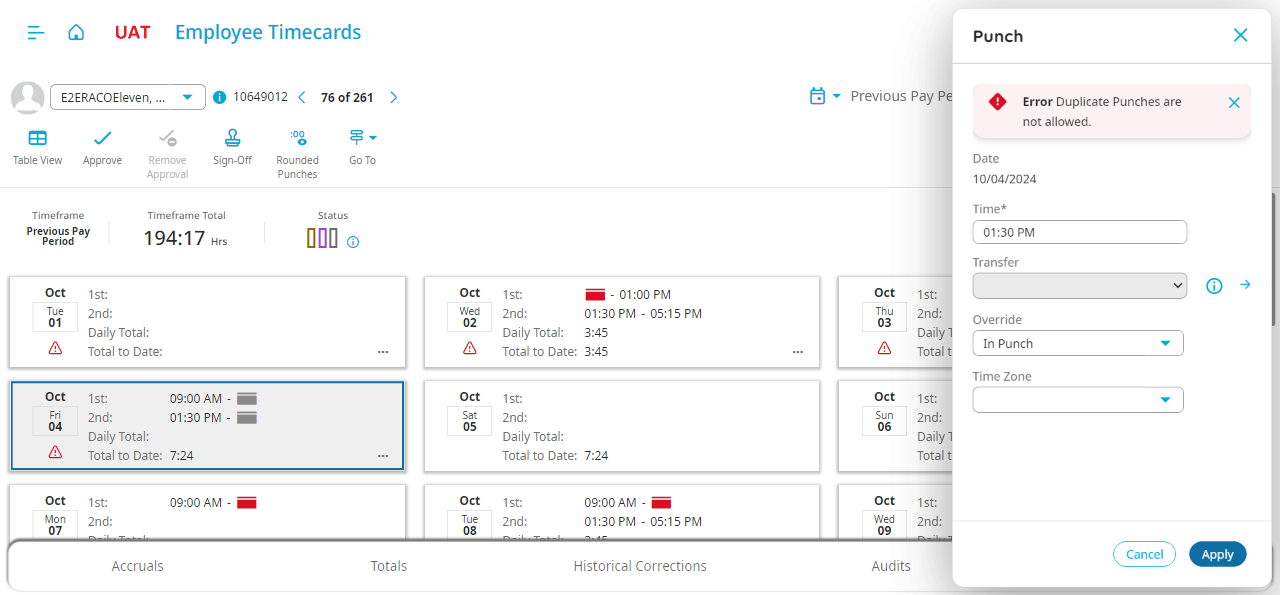 UAT
Employee Timecards
E2ERACOEleven, ...
10649012
76 of 261
Previous Pay Pe
Table View
Approve
Remove
Approval
Sign-Off
Rounded
Punches
Go To
Timeframe
Previous Pay
Period
Timeframe Total
194:17 Hrs
Status
Oct
Tue
01
1st:
2nd:
Daily Total:
Total to Date:
...
Oct
Wed
02
1st: - 01:00 PM
2nd: 01:30 PM - 05:15 PM
Daily Total: 3:45
Total to Date: 3:45
...
Oct
Thu
03
1st:
2nd:
Daily T
Total t
Oct
Fri
04
1st: 09:00 AM -
2nd: 01:30 PM -
Daily Total:
Total to Date: 7:24
...
Oct
Sat
05
1st:
2nd:
Daily Total:
Total to Date: 7:24
Oct
Sun
06
1st:
2nd:
Daily T
Total t
Oct
Mon
07
1st: 09:00 AM -
2nd:
Daily Total:
Oct
Tue
08
1st: 09:00 AM -
2nd: 01:30 PM - 05:15 PM
Daily Total: 3:45
Oct
Wed
09
1st:
2nd:
Daily T
Accruals
Totals
Historical Corrections
Audits
Punch
Error Duplicate Punches are
not allowed.
Date
10/04/2024
Time*
01:30 PM
Transfer
Override
In Punch
Time Zone
Cancel
Apply